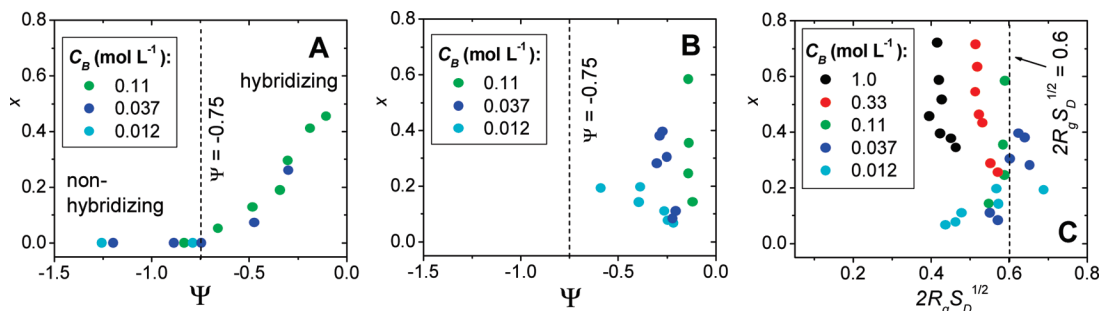 A
C_B (mol L⁻¹):
0.11
0.037
0.012
hybridizing
non-
hybridizing
Ψ = -0.75
x
0.8
0.6
0.4
0.2
0.0
-1.5
-1.0
-0.5
0.0
Ψ
B
C_B (mol L⁻¹):
0.11
0.037
0.012
Ψ = -0.75
x
0.8
0.6
0.4
0.2
0.0
-1.5
-1.0
-0.5
0.0
Ψ
C_B (mol L⁻¹):
1.0
0.33
0.11
0.037
0.012
2R_gS_D^1/2 = 0.6
C
x
0.8
0.6
0.4
0.2
0.0
0.2
0.4
0.6
0.8
2R_gS_D^1/2